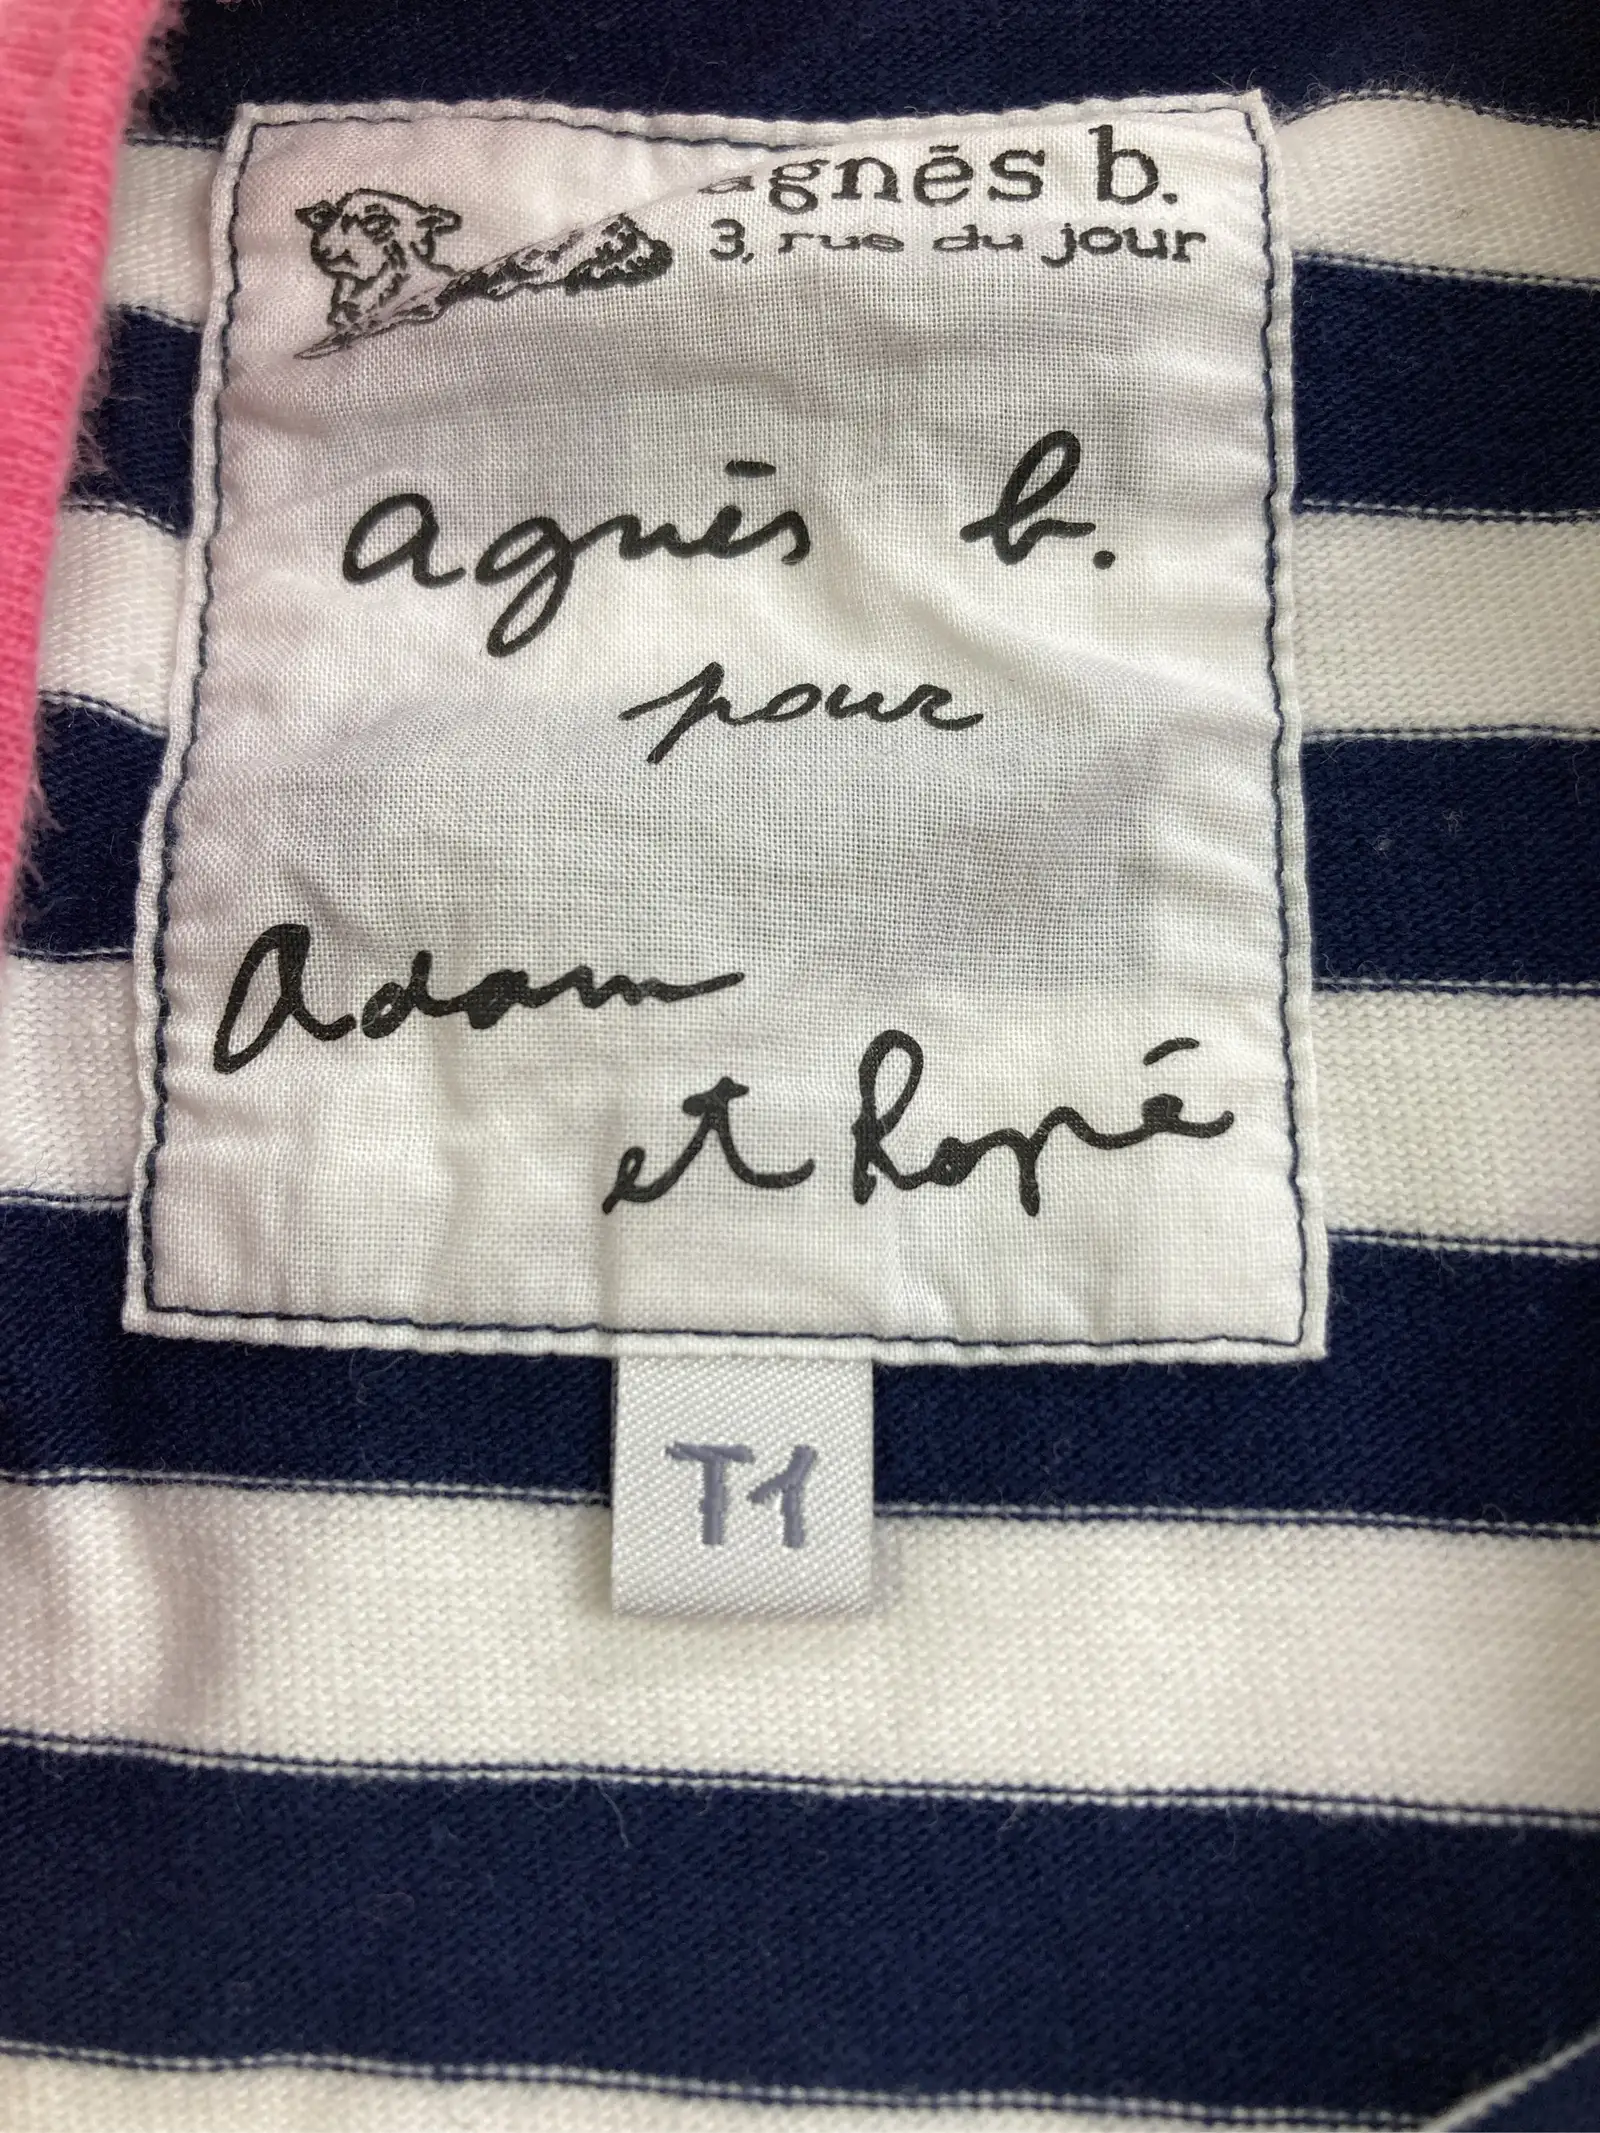 agnès b.
3, rue du jour
agnès b.
pour
Adam
et Ropé
T1